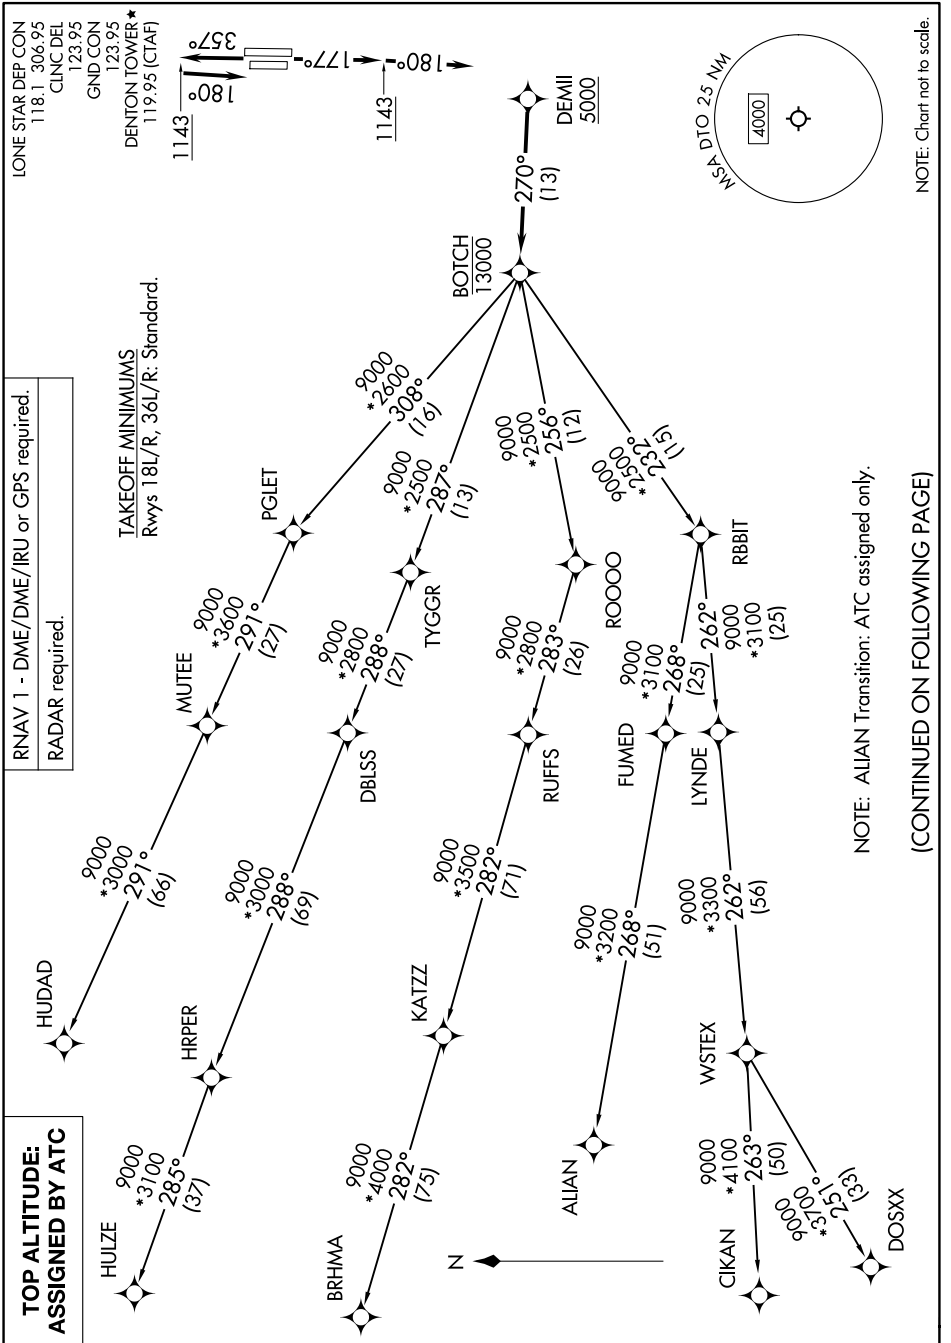 TOP ALTITUDE:
ASSIGNED BY ATC
RNAV 1 - DME/DME/IRU or GPS required.
RADAR required.
LONE STAR DEP CON
118.1 306.95
CLNC DEL
123.95
GND CON
123.95
DENTON TOWER★
119.95 (CTAF)
TAKEOFF MINIMUMS
Rwys 18L/R, 36L/R: Standard.
1143
180°
357°
177°
1143
180°
DEMII
5000
270°
(13)
BOTCH
13000
9000
*2600
308°
(16)
PGLET
9000
*3600
291°
(27)
MUTEE
9000
*3000
291°
(66)
HUDAD
9000
*2500
287°
(13)
TYGGR
9000
*2800
288°
(27)
DBLSS
9000
*3000
288°
(69)
HRPER
9000
*3100
285°
(37)
HULZE
9000
*2500
256°
(12)
ROOOO
9000
*2800
283°
(26)
RUFFS
9000
*3500
282°
(71)
KATZZ
9000
*4000
282°
(75)
BRHMA
9000
*2500
232°
(15)
RBBIT
9000
*3100
268°
(25)
FUMED
9000
*3200
268°
(51)
ALIAN
262°
9000
*3100
(25)
LYNDE
9000
*3300
262°
(56)
WSTEX
9000
*4100
263°
(50)
CIKAN
9000
*3700
251°
(33)
DOSXX
N
MSA DTO 25 NM
4000
NOTE: ALIAN Transition: ATC assigned only.
(CONTINUED ON FOLLOWING PAGE)
NOTE: Chart not to scale.